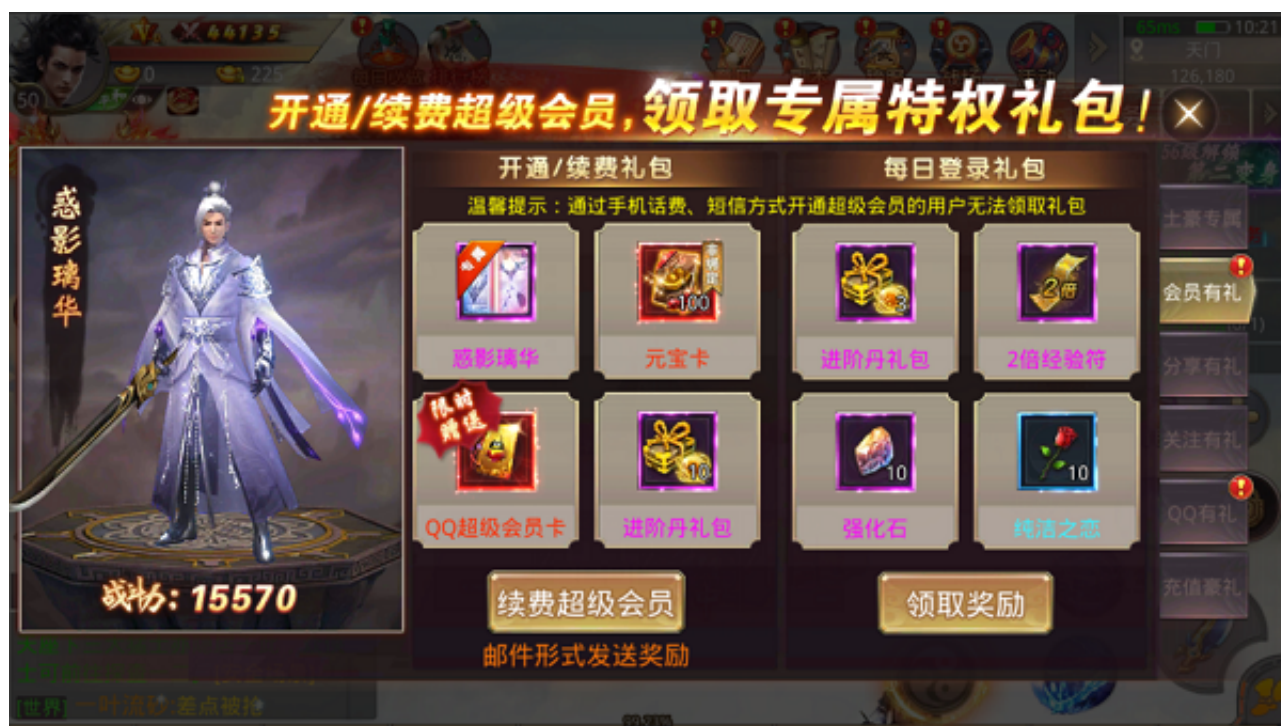 V
44135
65ms
10:21
0
225
天门
126,180
50
开通/续费超级会员，领取专属特权礼包！
开通/续费礼包
每日登录礼包
温馨提示：通过手机话费、短信方式开通超级会员的用户无法领取礼包
惑影璃华
惑影璃华
-100
元宝卡
3
进阶丹礼包
2倍
2倍经验符
限时
赠送
QQ超级会员卡
10
进阶丹礼包
10
强化石
10
纯洁之恋
土豪专属
会员有礼
分享有礼
关注有礼
QQ有礼
充值豪礼
战斗力：15570
续费超级会员
领取奖励
邮件形式发送奖励
[世界]
一叶流砂:差点被抢
99.71%